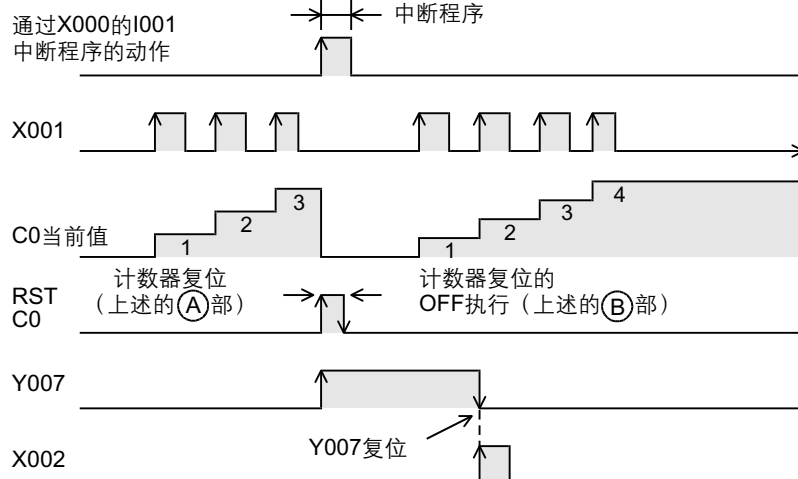 中断程序
通过X000的I001
中断程序的动作
X001
C0当前值
1
2
3
1
2
3
4
计数器复位
（上述的Ⓐ部）
计数器复位的
OFF执行（上述的Ⓑ部）
RST
C0
Y007
Y007复位
X002